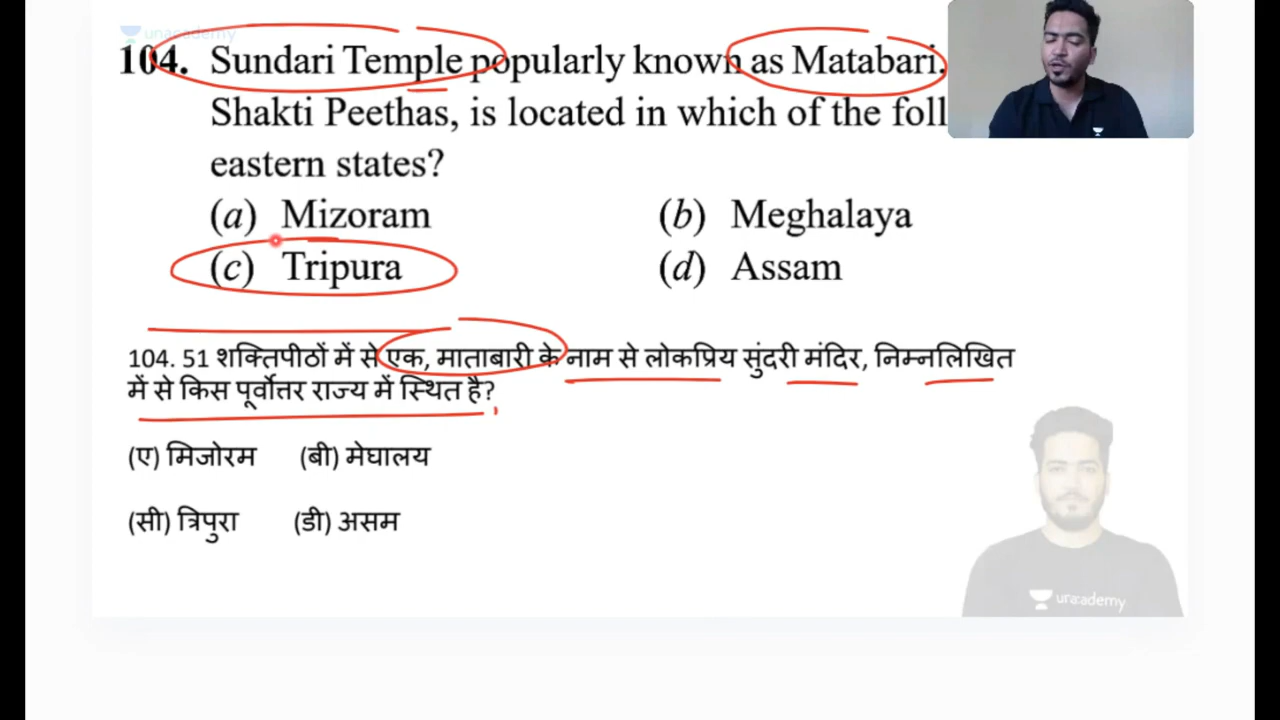 unacademy
104. Sundari Temple popularly known as Matabari,
Shakti Peethas, is located in which of the foll
eastern states?
(a) Mizoram (b) Meghalaya
(c) Tripura (d) Assam
104. 51 शक्तिपीठों में से एक, माताबारी के नाम से लोकप्रिय सुंदरी मंदिर, निम्नलिखित
में से किस पूर्वोत्तर राज्य में स्थित है?
(ए) मिजोरम (बी) मेघालय
(सी) त्रिपुरा (डी) असम
unacademy